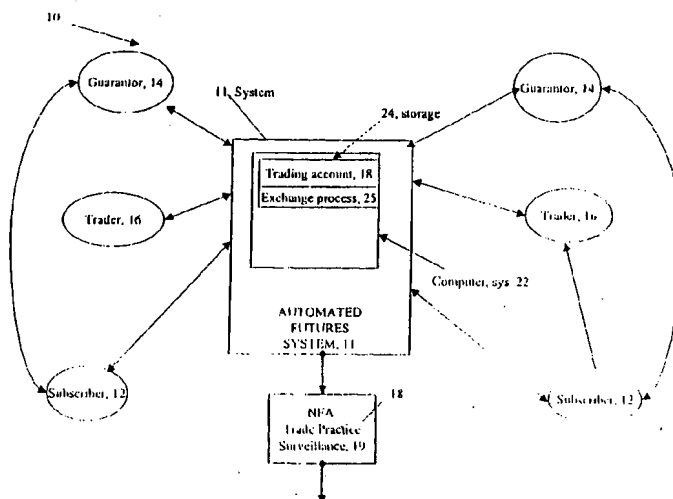 10
Guarantor, 14
11, System
24, storage
Guarantor, 14
Trading account, 18
Exchange process, 25
Trader, 16
Trader, 16
Computer, sys 22
AUTOMATED
FUTURES
SYSTEM, 11
Subscriber, 12
Subscriber, 12
18
NFA
Trade Practice
Surveillance, 19